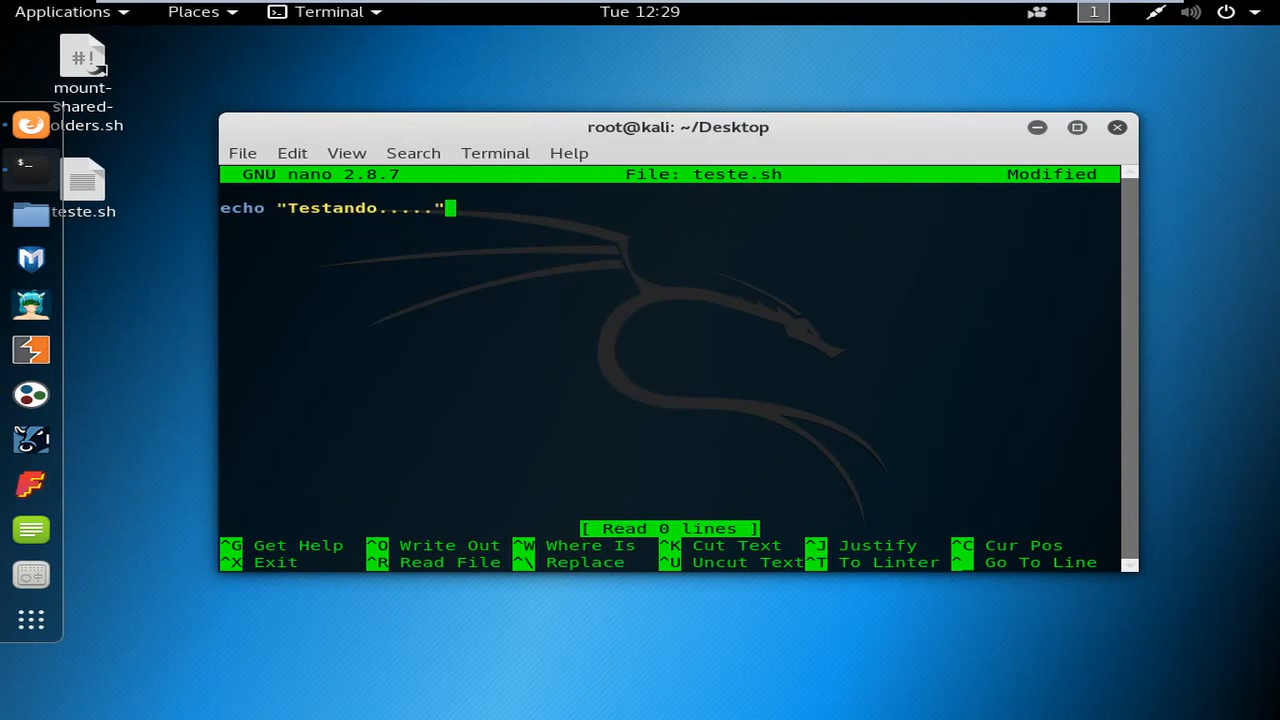 Applications Places Terminal Tue 12:29 1
#!
mount-
shared-
olders.sh
teste.sh
root@kali: ~/Desktop
File Edit View Search Terminal Help
GNU nano 2.8.7 File: teste.sh Modified
echo "Testando....."
[ Read 0 lines ]
^G Get Help ^O Write Out ^W Where Is ^K Cut Text ^J Justify ^C Cur Pos
^X Exit ^R Read File ^\ Replace ^U Uncut Text ^T To Linter ^_ Go To Line